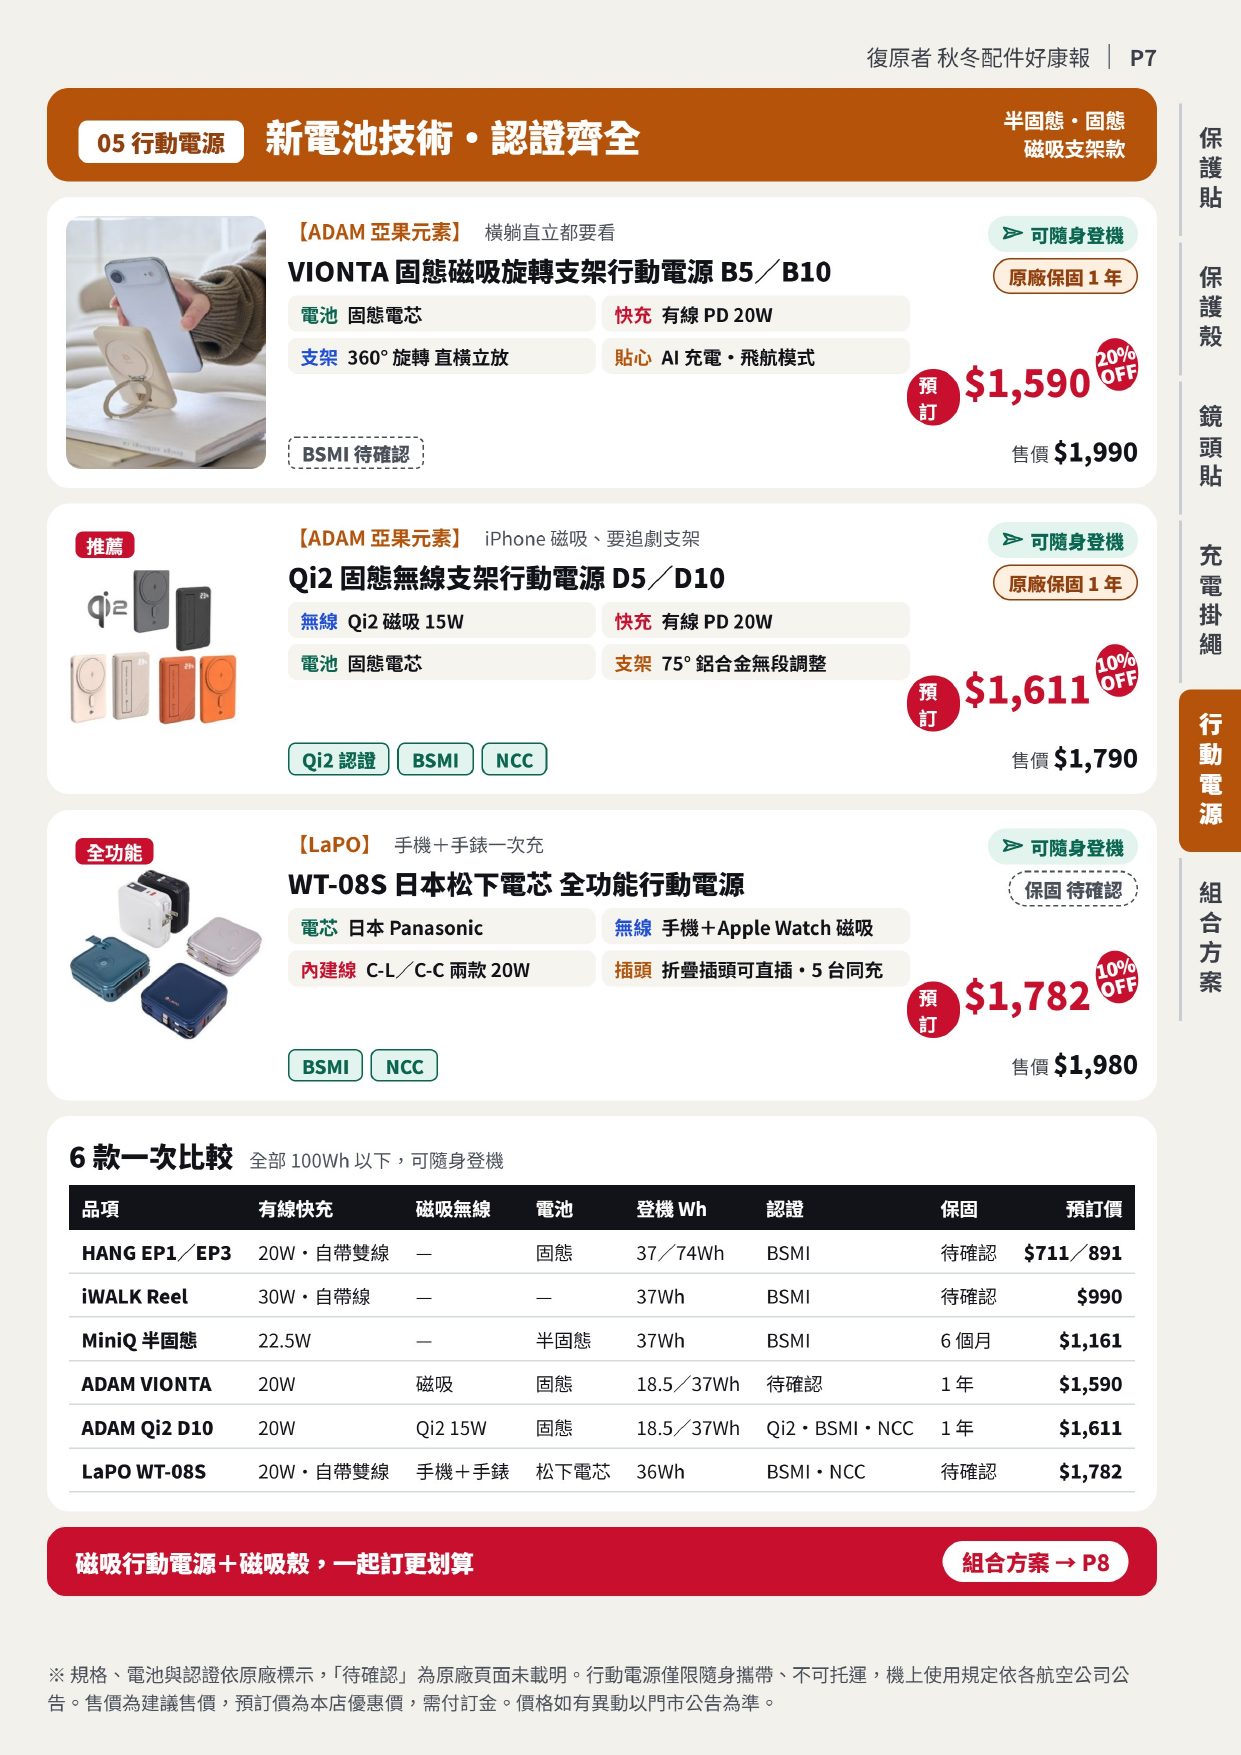 復原者 秋冬配件好康報 | P7
05 行動電源 新電池技術・認證齊全
半固態・固態
磁吸支架款
【ADAM 亞果元素】 橫躺直立都要看
VIONTA 固態磁吸旋轉支架行動電源 B5／B10
電池 固態電芯
快充 有線 PD 20W
支架 360° 旋轉 直橫立放
貼心 AI 充電・飛航模式
BSMI 待確認
可隨身登機
原廠保固 1 年
預訂 $1,590 20% OFF
售價 $1,990
推薦
【ADAM 亞果元素】 iPhone 磁吸、要追劇支架
Qi2 固態無線支架行動電源 D5／D10
無線 Qi2 磁吸 15W
快充 有線 PD 20W
電池 固態電芯
支架 75° 鋁合金無段調整
Qi2 認證 BSMI NCC
可隨身登機
原廠保固 1 年
預訂 $1,611 10% OFF
售價 $1,790
全功能
【LaPO】 手機＋手錶一次充
WT-08S 日本松下電芯 全功能行動電源
電芯 日本 Panasonic
無線 手機＋Apple Watch 磁吸
內建線 C-L／C-C 兩款 20W
插頭 折疊插頭可直插・5 台同充
BSMI NCC
可隨身登機
保固 待確認
預訂 $1,782 10% OFF
售價 $1,980
6 款一次比較 全部 100Wh 以下，可隨身登機
品項 有線快充 磁吸無線 電池 登機 Wh 認證 保固 預訂價
HANG EP1／EP3 20W・自帶雙線 — 固態 37／74Wh BSMI 待確認 $711／891
iWALK Reel 30W・自帶線 — — 37Wh BSMI 待確認 $990
MiniQ 半固態 22.5W — 半固態 37Wh BSMI 6 個月 $1,161
ADAM VIONTA 20W 磁吸 固態 18.5／37Wh 待確認 1 年 $1,590
ADAM Qi2 D10 20W Qi2 15W 固態 18.5／37Wh Qi2・BSMI・NCC 1 年 $1,611
LaPO WT-08S 20W・自帶雙線 手機＋手錶 松下電芯 36Wh BSMI・NCC 待確認 $1,782
磁吸行動電源＋磁吸殼，一起訂更划算 組合方案 → P8
※ 規格、電池與認證依原廠標示，「待確認」為原廠頁面未載明。行動電源僅限隨身攜帶、不可托運，機上使用規定依各航空公司公
告。售價為建議售價，預訂價為本店優惠價，需付訂金。價格如有異動以門市公告為準。
保護貼
保護殼
鏡頭貼
充電掛繩
行動電源
組合方案